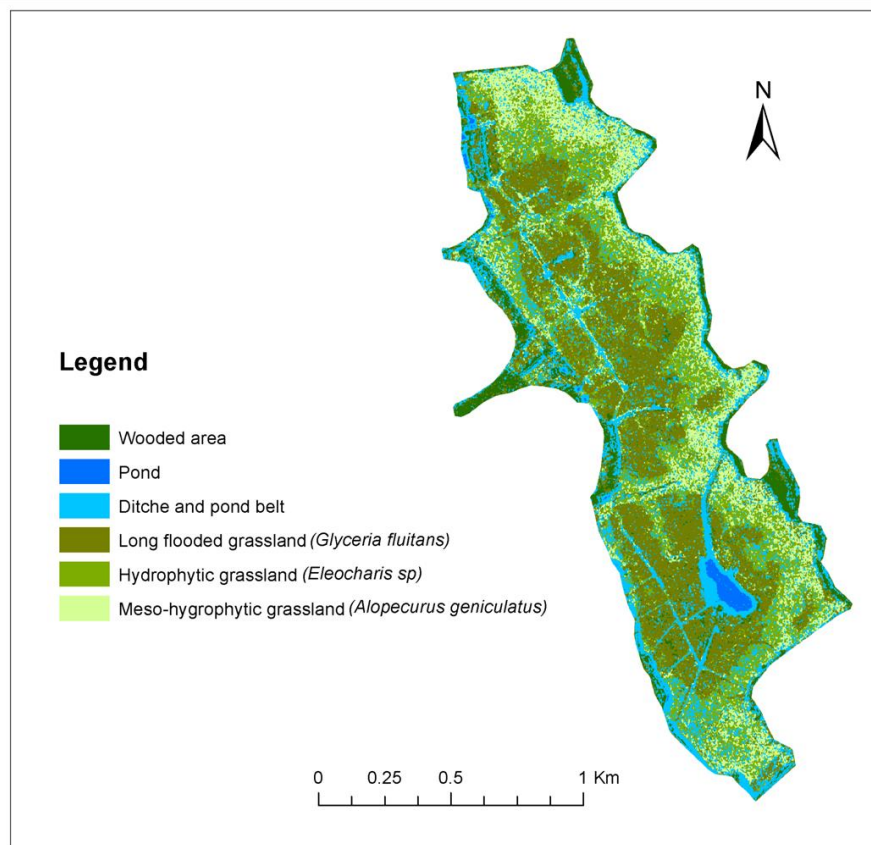 N
Legend
Wooded area
Pond
Ditche and pond belt
Long flooded grassland (Glyceria fluitans)
Hydrophytic grassland (Eleocharis sp)
Meso-hygrophytic grassland (Alopecurus geniculatus)
0 0.25 0.5 1 Km